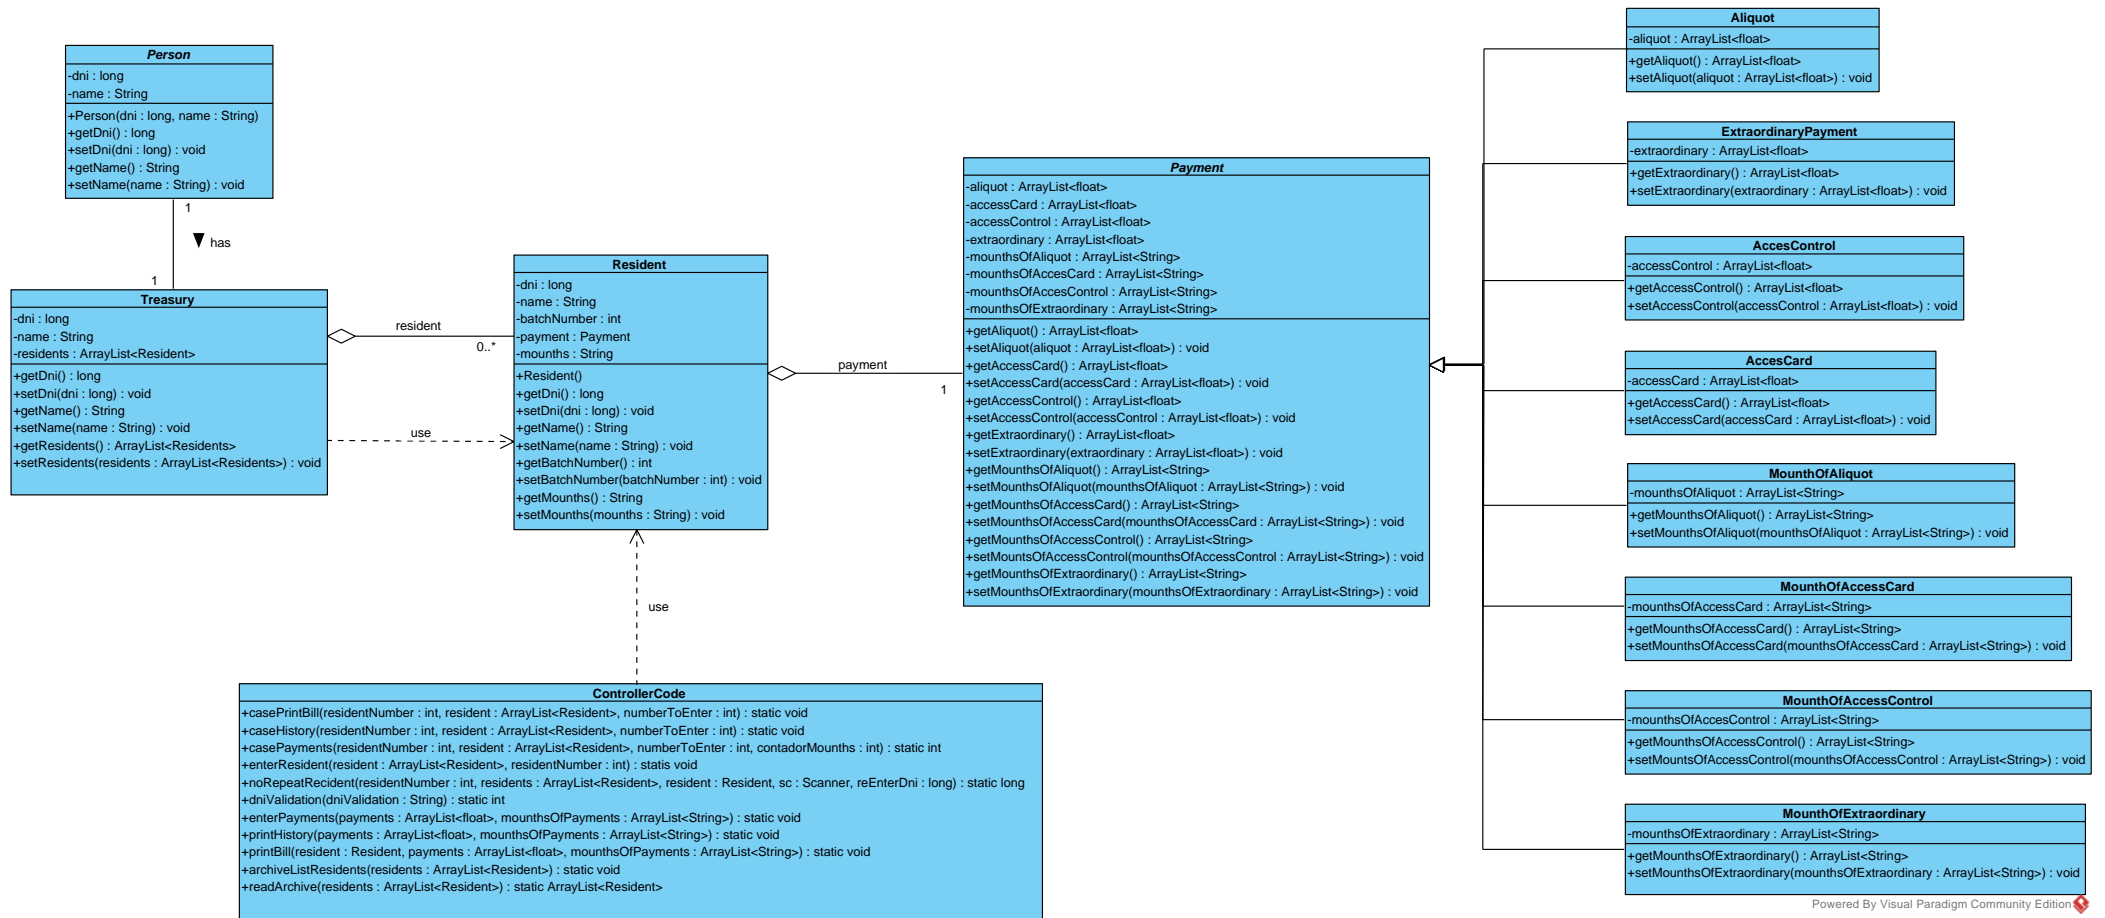 Person
-dni : long
-name : String
+Person(dni : long, name : String)
+getDni() : long
+setDni(dni : long) : void
+getName() : String
+setName(name : String) : void
1
has
1
Treasury
-dni : long
-name : String
-residents : ArrayList<Resident>
+getDni() : long
+setDni(dni : long) : void
+getName() : String
+setName(name : String) : void
+getResidents() : ArrayList<Residents>
+setResidents(residents : ArrayList<Residents>) : void
resident
0..*
use
Resident
-dni : long
-name : String
-batchNumber : int
-payment : Payment
-mounths : String
+Resident()
+getDni() : long
+setDni(dni : long) : void
+getName() : String
+setName(name : String) : void
+getBatchNumber() : int
+setBatchNumber(batchNumber : int) : void
+getMounths() : String
+setMounths(mounths : String) : void
payment
1
use
Payment
-aliquot : ArrayList<float>
-accessCard : ArrayList<float>
-accessControl : ArrayList<float>
-extraordinary : ArrayList<float>
-mounthsOfAliquot : ArrayList<String>
-mounthsOfAccesCard : ArrayList<String>
-mounthsOfAccesControl : ArrayList<String>
-mounthsOfExtraordinary : ArrayList<String>
+getAliquot() : ArrayList<float>
+setAliquot(aliquot : ArrayList<float>) : void
+getAccessCard() : ArrayList<float>
+setAccessCard(accessCard : ArrayList<float>) : void
+getAccessControl() : ArrayList<float>
+setAccessControl(accessControl : ArrayList<float>) : void
+getExtraordinary() : ArrayList<float>
+setExtraordinary(extraordinary : ArrayList<float>) : void
+getMounthsOfAliquot() : ArrayList<String>
+setMounthsOfAliquot(mounthsOfAliquot : ArrayList<String>) : void
+getMounthsOfAccessCard() : ArrayList<String>
+setMounthsOfAccessCard(mounthsOfAccessCard : ArrayList<String>) : void
+getMounthsOfAccessControl() : ArrayList<String>
+setMountsOfAccessControl(mounthsOfAccessControl : ArrayList<String>) : void
+getMounthsOfExtraordinary() : ArrayList<String>
+setMounthsOfExtraordinary(mounthsOfExtraordinary : ArrayList<String>) : void
ControllerCode
+casePrintBill(residentNumber : int, resident : ArrayList<Resident>, numberToEnter : int) : static void
+caseHistory(residentNumber : int, resident : ArrayList<Resident>, numberToEnter : int) : static void
+casePayments(residentNumber : int, resident : ArrayList<Resident>, numberToEnter : int, contadorMounths : int) : static int
+enterResident(resident : ArrayList<Resident>, residentNumber : int) : statis void
+noRepeatRecident(residentNumber : int, residents : ArrayList<Resident>, resident : Resident, sc : Scanner, reEnterDni : long) : static long
+dniValidation(dniValidation : String) : static int
+enterPayments(payments : ArrayList<float>, mounthsOfPayments : ArrayList<String>) : static void
+printHistory(payments : ArrayList<float>, mounthsOfPayments : ArrayList<String>) : static void
+printBill(resident : Resident, payments : ArrayList<float>, mounthsOfPayments : ArrayList<String>) : static void
+archiveListResidents(residents : ArrayList<Resident>) : static void
+readArchive(residents : ArrayList<Resident>) : static ArrayList<Resident>
Aliquot
-aliquot : ArrayList<float>
+getAliquot() : ArrayList<float>
+setAliquot(aliquot : ArrayList<float>) : void
ExtraordinaryPayment
-extraordinary : ArrayList<float>
+getExtraordinary() : ArrayList<float>
+setExtraordinary(extraordinary : ArrayList<float>) : void
AccesControl
-accessControl : ArrayList<float>
+getAccessControl() : ArrayList<float>
+setAccessControl(accessControl : ArrayList<float>) : void
AccesCard
-accessCard : ArrayList<float>
+getAccessCard() : ArrayList<float>
+setAccessCard(accessCard : ArrayList<float>) : void
MounthOfAliquot
-mounthsOfAliquot : ArrayList<String>
+getMounthsOfAliquot() : ArrayList<String>
+setMounthsOfAliquot(mounthsOfAliquot : ArrayList<String>) : void
MounthOfAccessCard
-mounthsOfAccessCard : ArrayList<String>
+getMounthsOfAccessCard() : ArrayList<String>
+setMounthsOfAccessCard(mounthsOfAccessCard : ArrayList<String>) : void
MounthOfAccessControl
-mounthsOfAccesControl : ArrayList<String>
+getMounthsOfAccessControl() : ArrayList<String>
+setMountsOfAccessControl(mounthsOfAccessControl : ArrayList<String>) : void
MounthOfExtraordinary
-mounthsOfExtraordinary : ArrayList<String>
+getMounthsOfExtraordinary() : ArrayList<String>
+setMounthsOfExtraordinary(mounthsOfExtraordinary : ArrayList<String>) : void
Powered By Visual Paradigm Community Edition